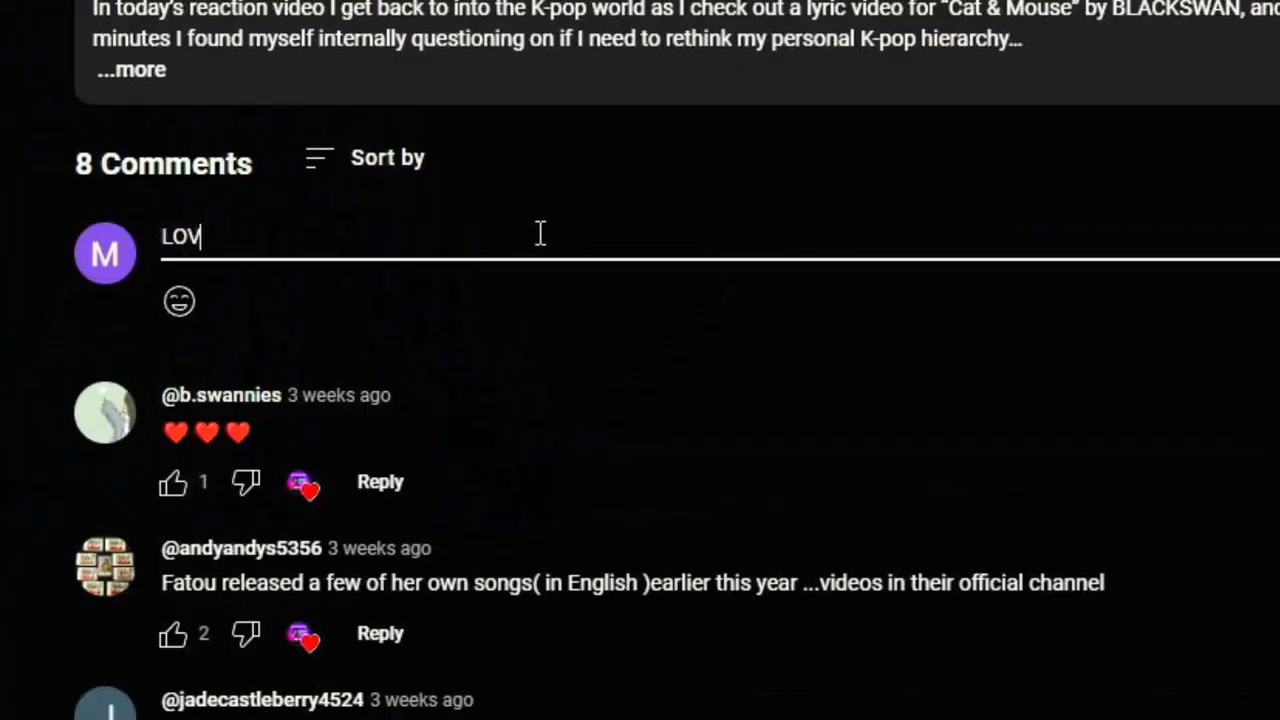 In today's reaction video I get back to into the K-pop world as I check out a lyric video for "Cat & Mouse" by BLACKSWAN, and
minutes I found myself internally questioning on if I need to rethink my personal K-pop hierarchy...
...more
8 Comments
Sort by
M
LOV
@b.swannies 3 weeks ago
❤️❤️❤️
1
Reply
@andyandys5356 3 weeks ago
Fatou released a few of her own songs( in English )earlier this year ...videos in their official channel
2
Reply
@jadecastleberry4524 3 weeks ago